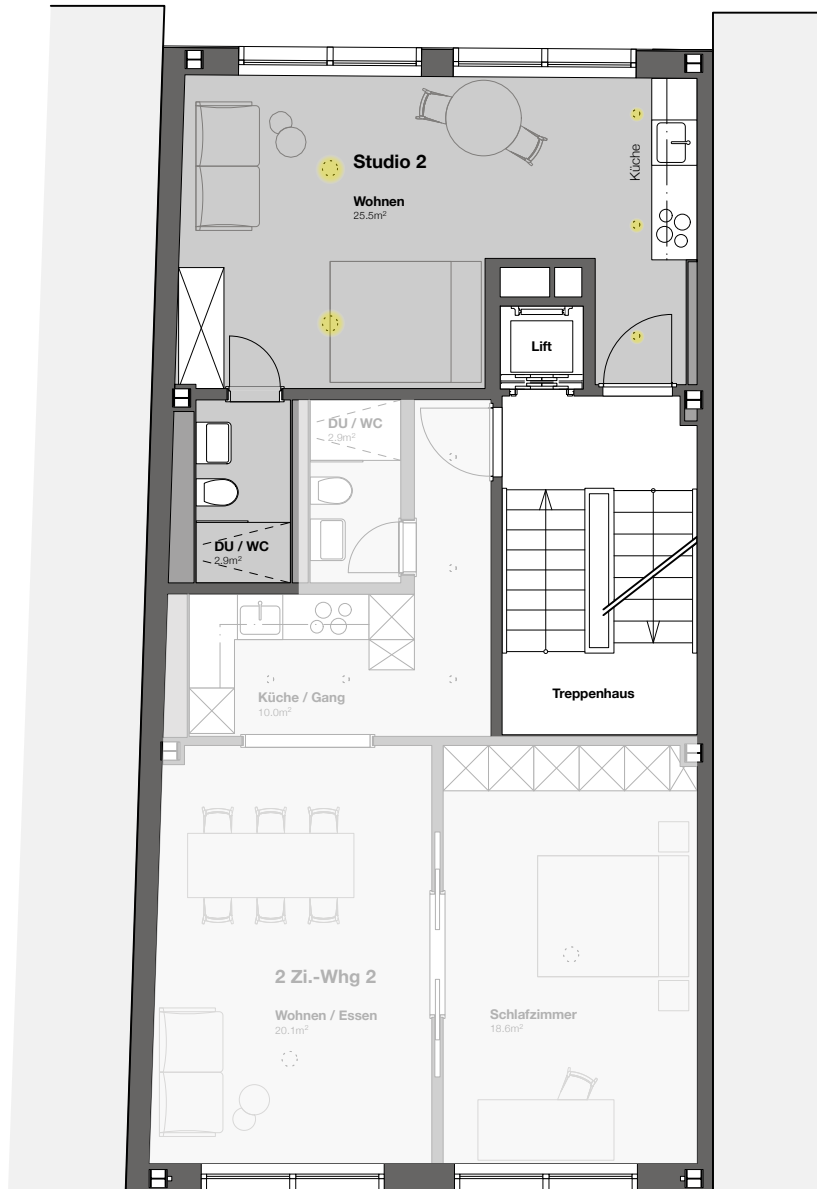 Studio 2
Wohnen
25.5m²
Küche
Lift
DU / WC
2.9m²
DU / WC
2.9m²
Küche / Gang
10.0m²
Treppenhaus
2 Zi.-Whg 2
Wohnen / Essen
20.1m²
Schlafzimmer
18.6m²